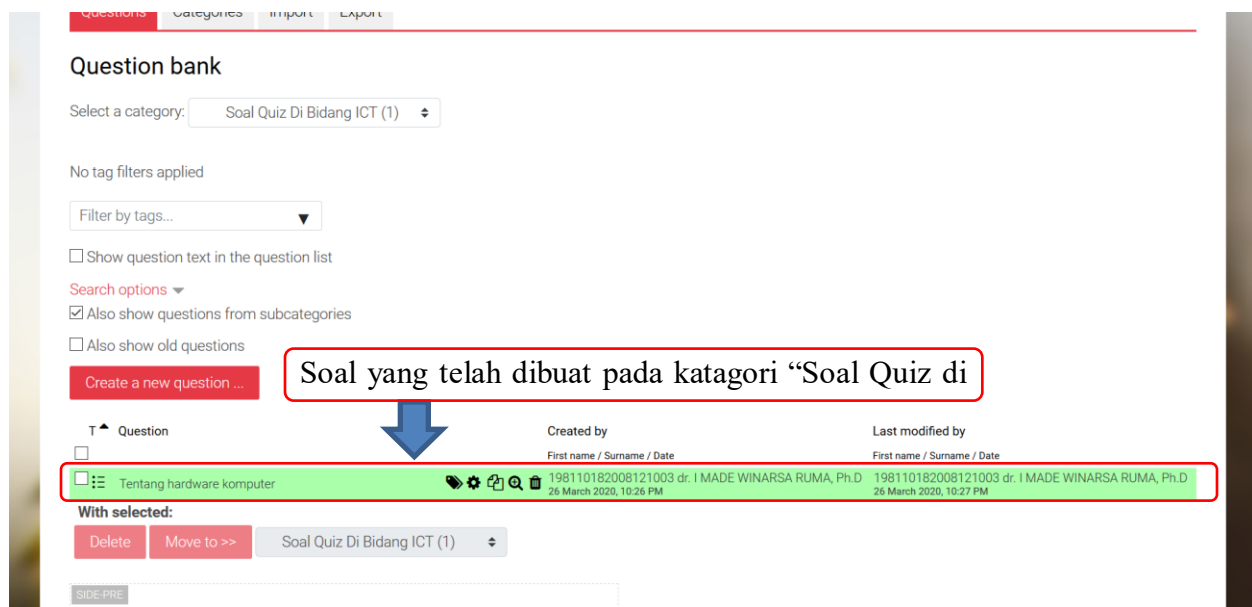 Questions Categories Import Export
Question bank
Select a category: Soal Quiz Di Bidang ICT (1)
No tag filters applied
Filter by tags...
Show question text in the question list
Search options
Also show questions from subcategories
Also show old questions
Create a new question ...
Soal yang telah dibuat pada katagori “Soal Quiz di
T Question Created by Last modified by
First name / Surname / Date First name / Surname / Date
Tentang hardware komputer 198110182008121003 dr. I MADE WINARSA RUMA, Ph.D 198110182008121003 dr. I MADE WINARSA RUMA, Ph.D
26 March 2020, 10:26 PM 26 March 2020, 10:27 PM
With selected:
Delete Move to >> Soal Quiz Di Bidang ICT (1)
SIDE-PRE